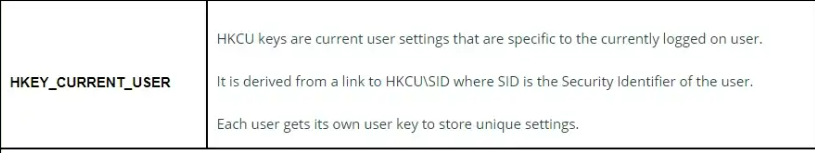 HKCU keys are current user settings that are specific to the currently logged on user.
HKEY_CURRENT_USER
It is derived from a link to HKCU\SID where SID is the Security Identifier of the user.
Each user gets its own user key to store unique settings.